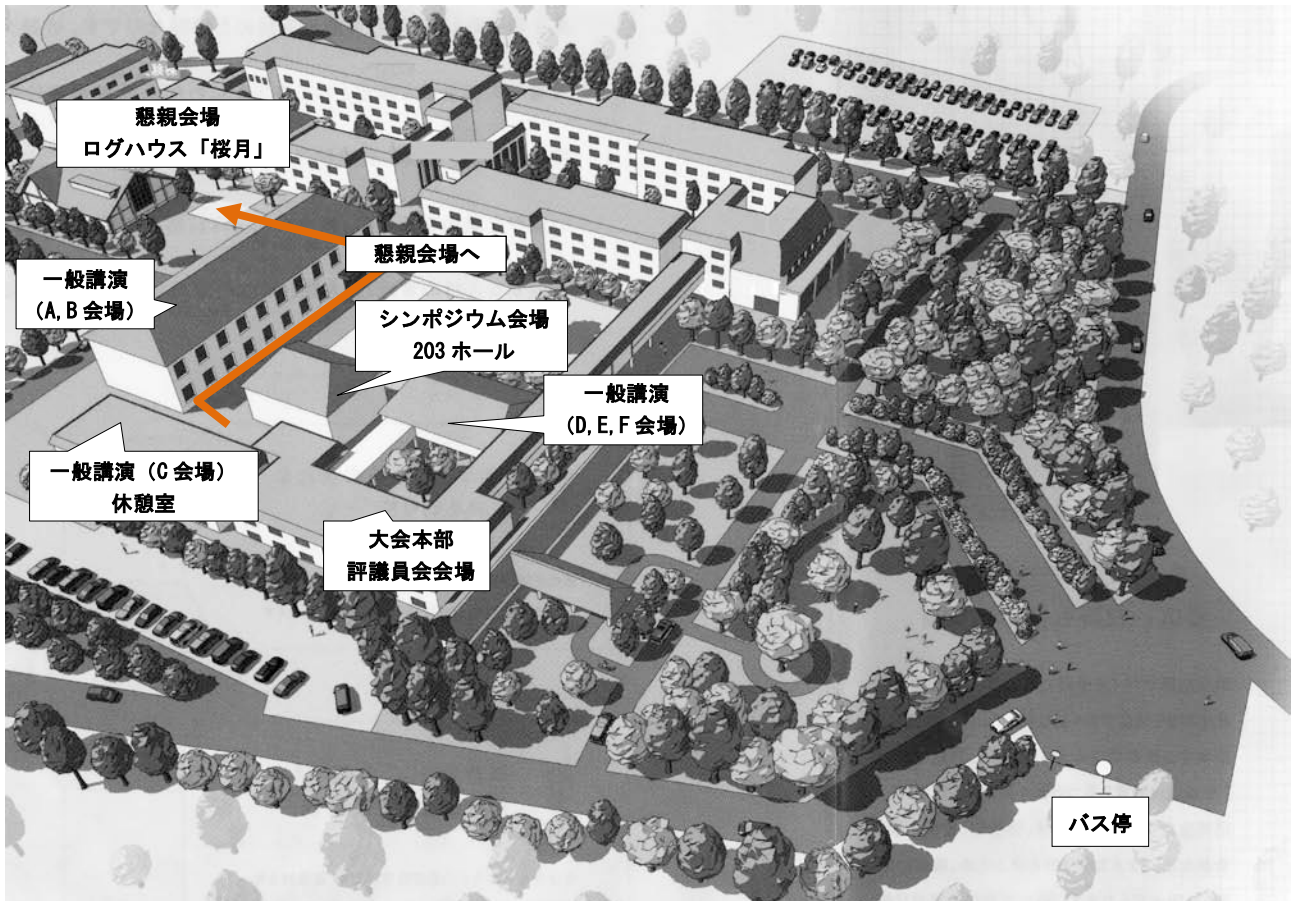 懇親会場
ログハウス「桜月」
懇親会場へ
一般講演
(A, B 会場)
シンポジウム会場
203 ホール
一般講演
(D, E, F 会場)
一般講演（C 会場）
休憩室
大会本部
評議員会会場
バス停